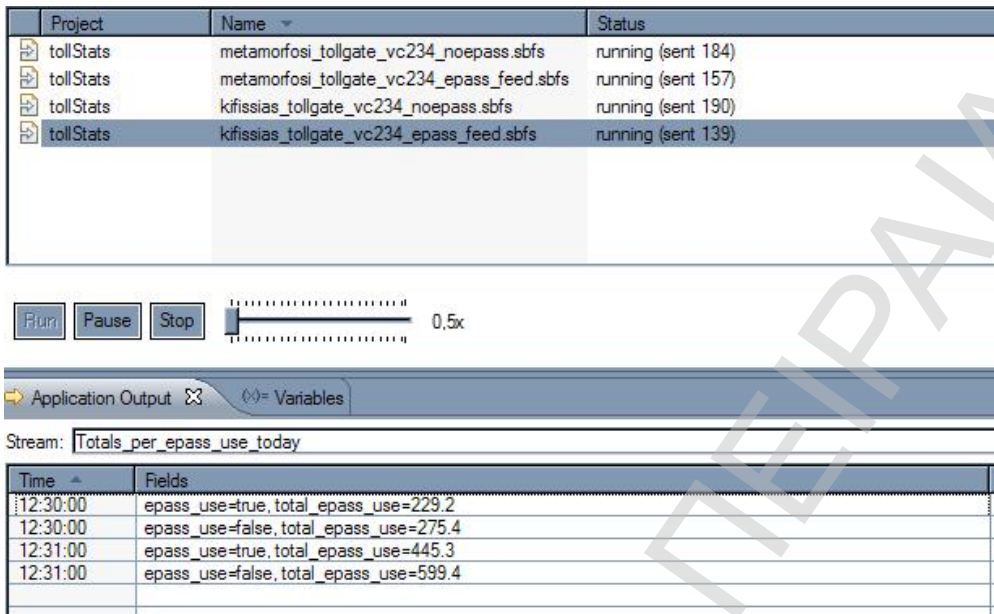 Project Name Status
tollStats metamorfosi_tollgate_vc234_noepass.sbfs running (sent 184)
tollStats metamorfosi_tollgate_vc234_epass_feed.sbfs running (sent 157)
tollStats kifissias_tollgate_vc234_noepass.sbfs running (sent 190)
tollStats kifissias_tollgate_vc234_epass_feed.sbfs running (sent 139)
Run Pause Stop 0,5x
Application Output (x)= Variables
Stream: Totals_per_epass_use_today
Time Fields
12:30:00 epass_use=true, total_epass_use=229.2
12:30:00 epass_use=false, total_epass_use=275.4
12:31:00 epass_use=true, total_epass_use=445.3
12:31:00 epass_use=false, total_epass_use=599.4
ΠΕΙΡΑΙ